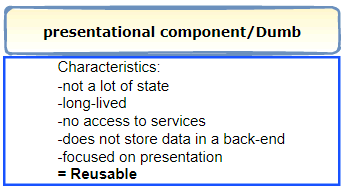 presentational component/Dumb
Characteristics:
-not a lot of state
-long-lived
-no access to services
-does not store data in a back-end
-focused on presentation
= Reusable